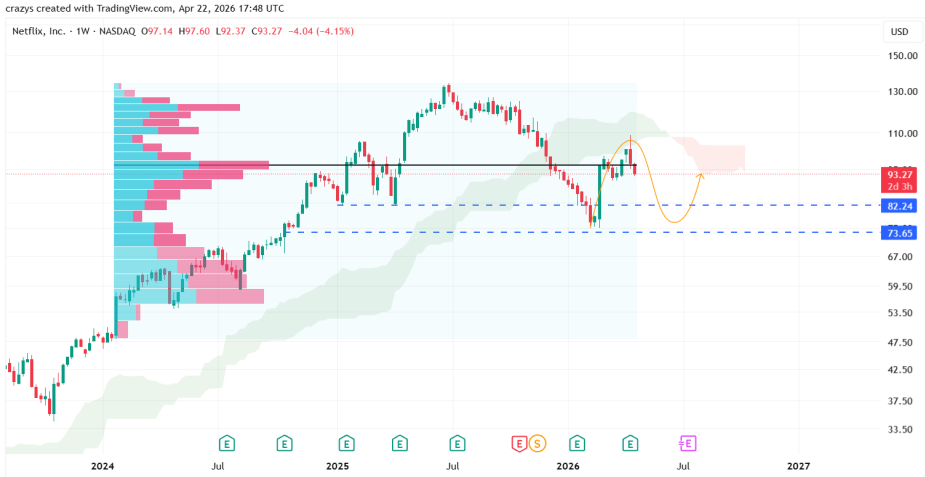 crazys created with TradingView.com, Apr 22, 2026 17:48 UTC
Netflix, Inc. · 1W · NASDAQ O97.14 H97.60 L92.37 C93.27 −4.04 (−4.15%)
USD
150.00
130.00
110.00
93.27
2d 3h
82.24
73.65
67.00
59.50
53.50
47.50
42.50
37.50
33.50
E E E E E E S E E E
2024 Jul 2025 Jul 2026 Jul 2027